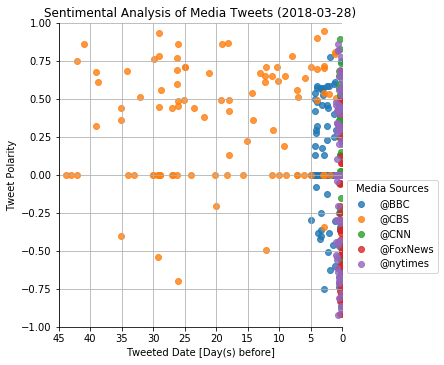 Sentimental Analysis of Media Tweets (2018-03-28)
1.00
0.75
0.50
0.25
0.00
−0.25
−0.50
−0.75
−1.00
Tweet Polarity
45 40 35 30 25 20 15 10 5 0
Tweeted Date [Day(s) before]
Media Sources
@BBC
@CBS
@CNN
@FoxNews
@nytimes